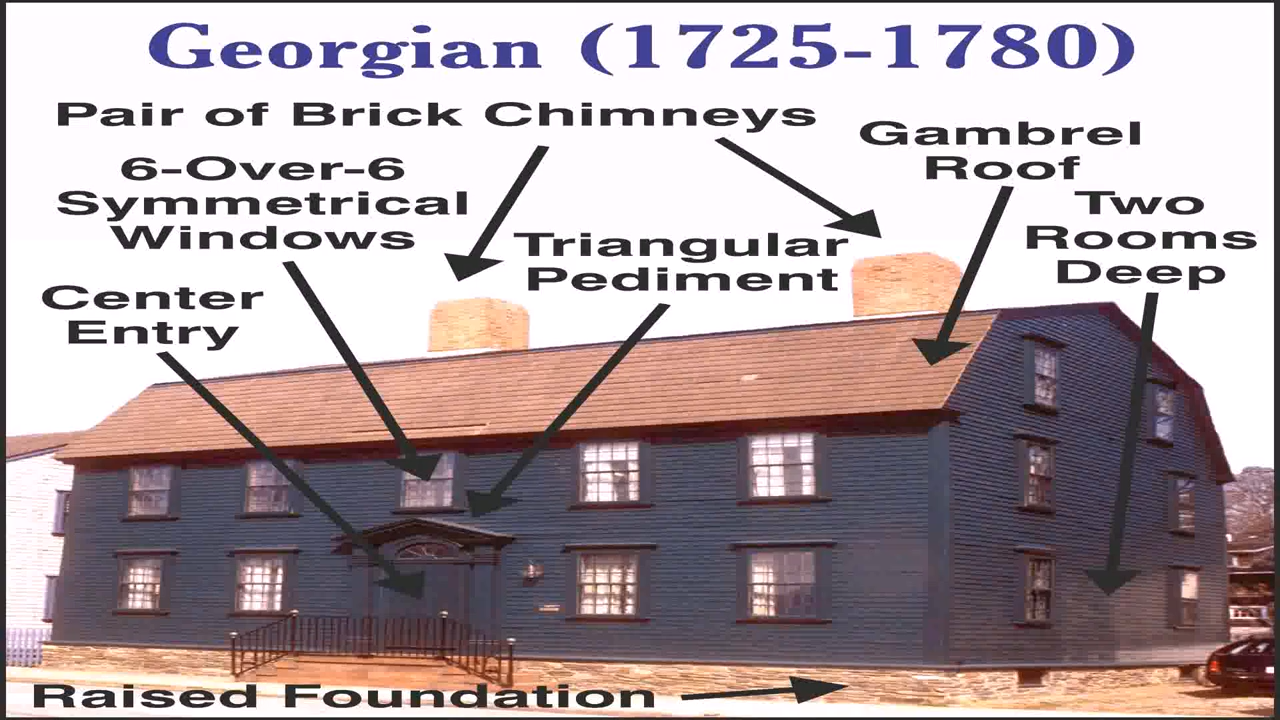 Georgian (1725-1780)
Pair of Brick Chimneys
6-Over-6
Symmetrical
Windows
Gambrel
Roof
Two
Rooms
Deep
Triangular
Pediment
Center
Entry
Raised Foundation